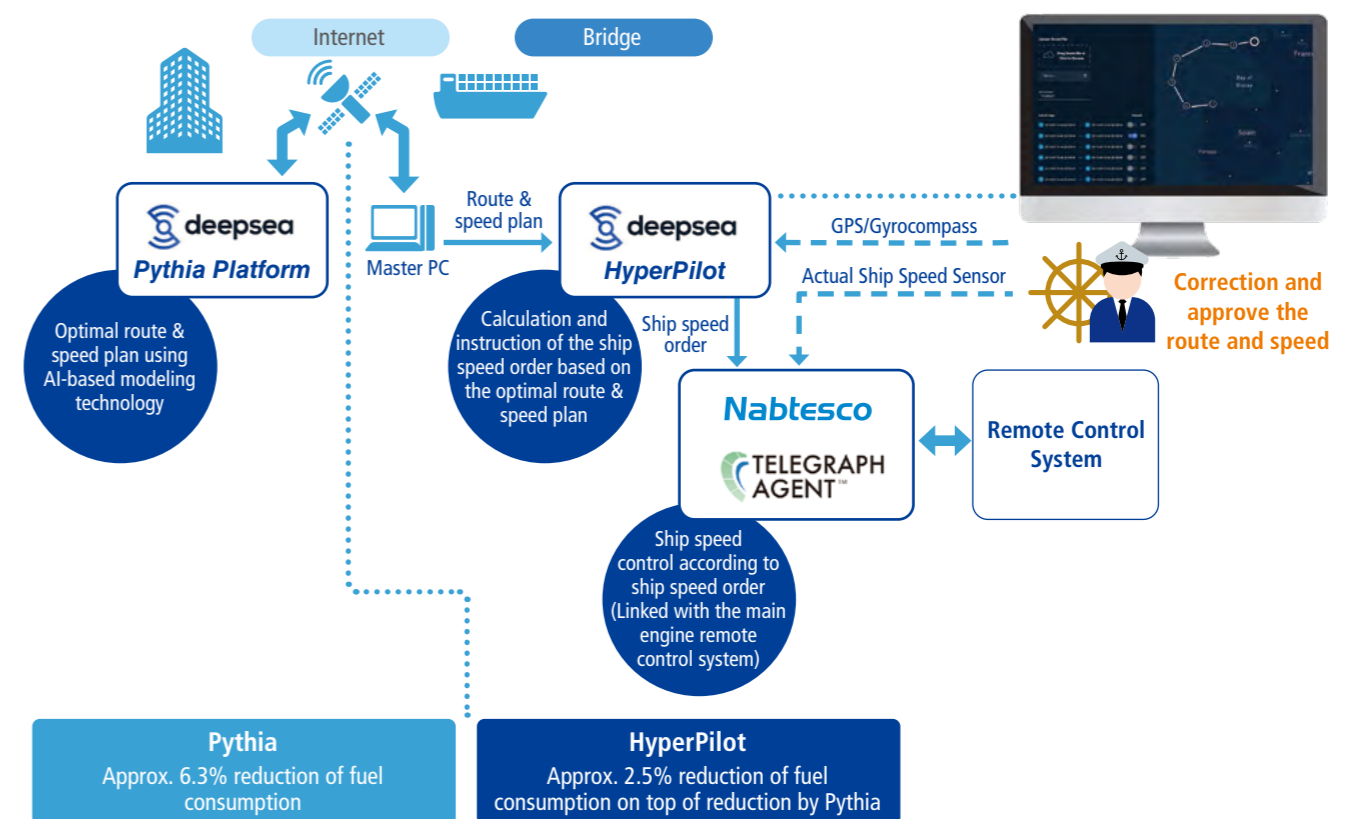 Internet
Bridge
deepsea
Pythia Platform
Optimal route &
speed plan using
AI-based modeling
technology
Master PC
Route &
speed plan
deepsea
HyperPilot
Calculation and
instruction of the ship
speed order based on
the optimal route &
speed plan
GPS/Gyrocompass
Actual Ship Speed Sensor
Ship speed
order
Bay of
Biscay
Spain
Correction and
approve the
route and speed
Nabtesco
TELEGRAPH
AGENT™
Remote Control
System
Ship speed
control according to
ship speed order
(Linked with the main
engine remote
control system)
Pythia
Approx. 6.3% reduction of fuel
consumption
HyperPilot
Approx. 2.5% reduction of fuel
consumption on top of reduction by Pythia